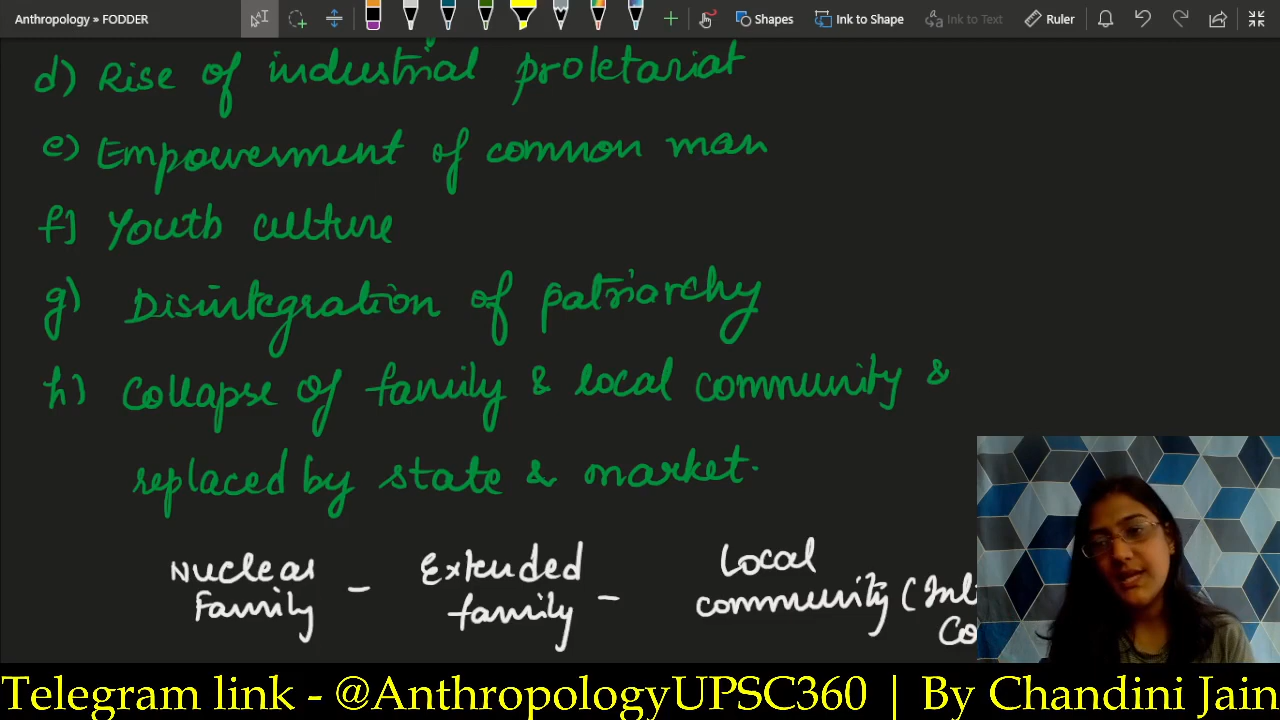 Anthropology » FODDER
Shapes
Ink to Shape
Ink to Text
Ruler
d) Rise of industrial proletariat
e) Empowerment of common man
f) Youth culture
g) Disintegration of patriarchy
h) Collapse of family & local community &
replaced by state & market.
Nuclear Family - Extended family - Local community (
Telegram link - @AnthropologyUPSC360 | By Chandini Jain